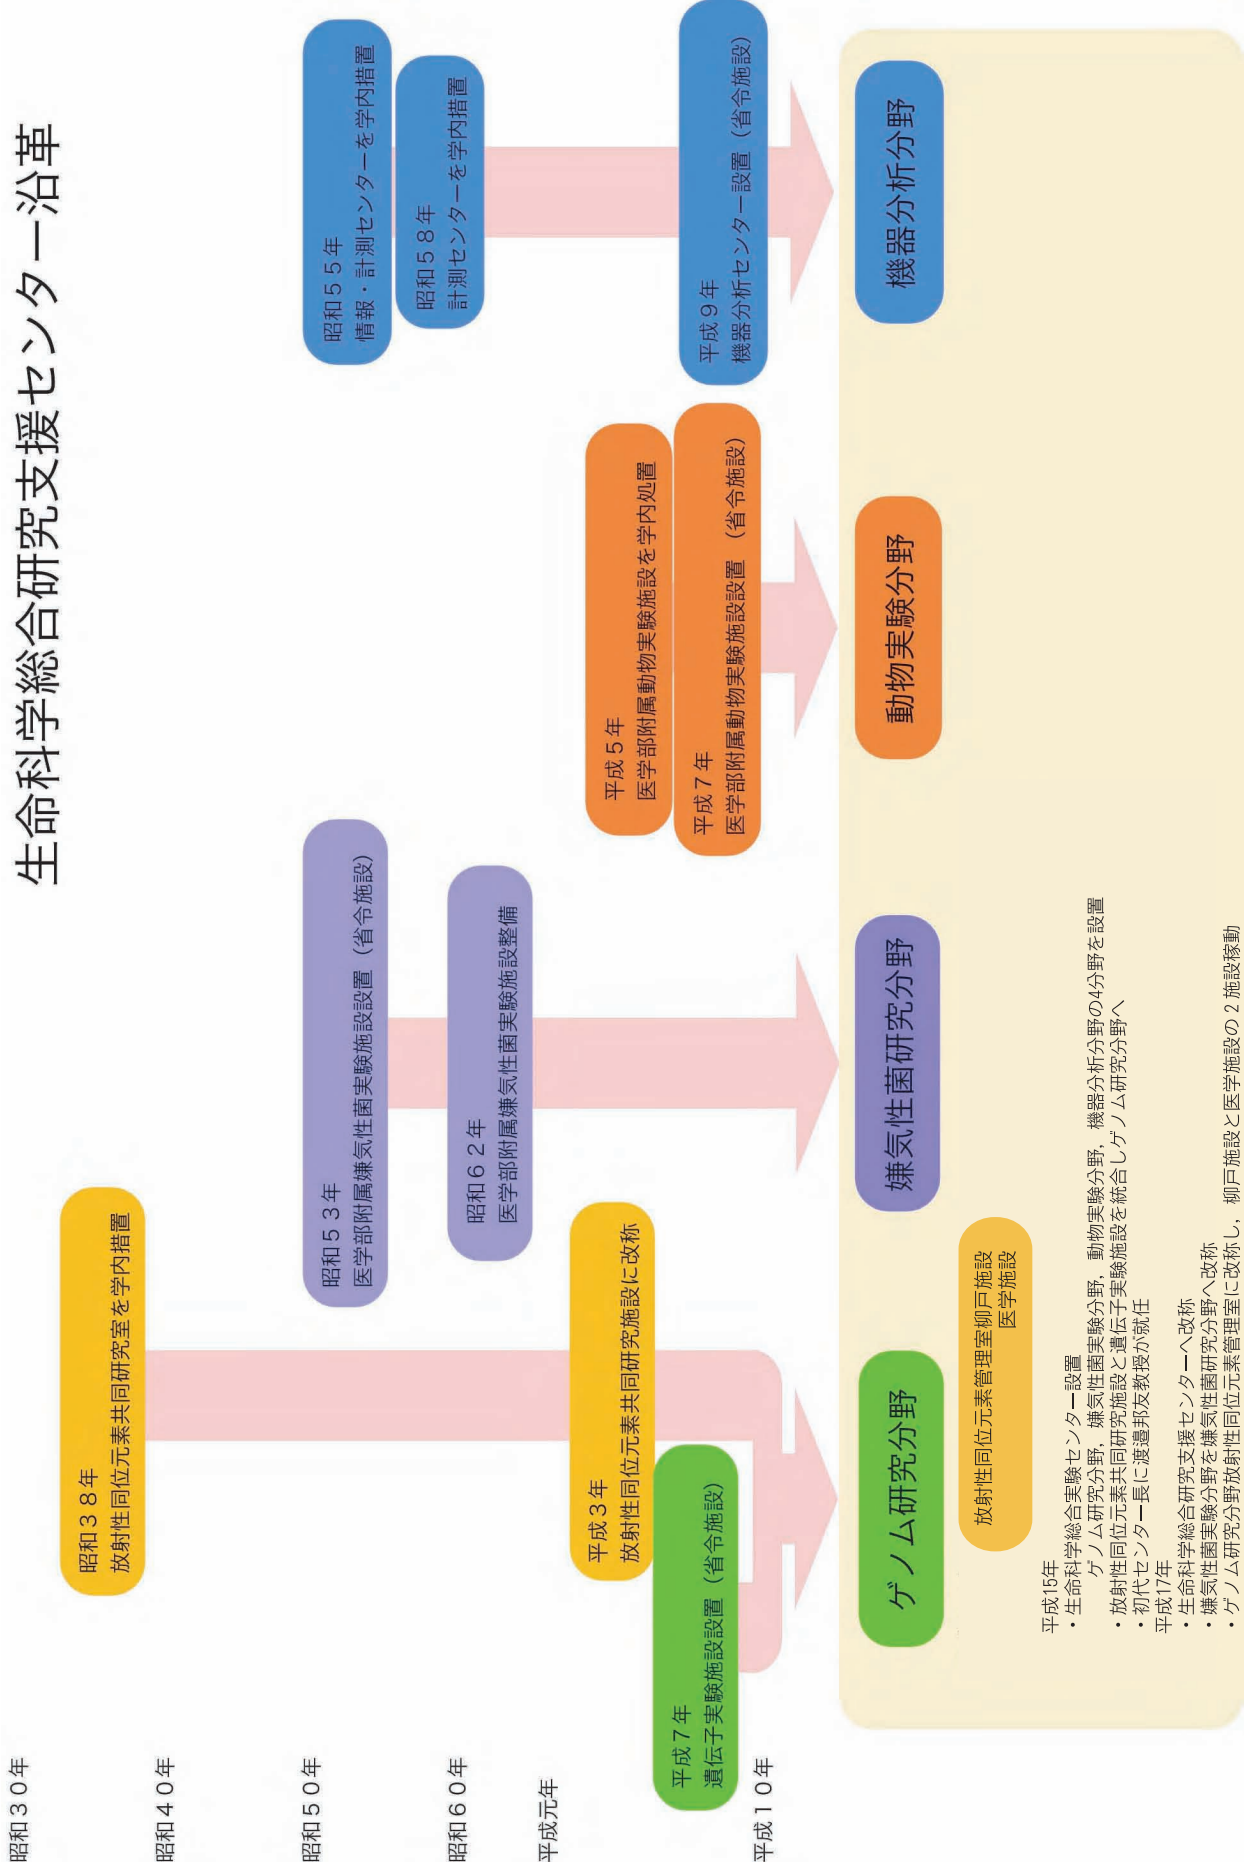 生命科学総合研究支援センター沿革
昭和３０年
昭和４０年
昭和５０年
昭和６０年
平成元年
平成１０年
昭和３８年
放射性同位元素共同研究室を学内措置
平成３年
放射性同位元素共同研究施設に改称
平成７年
遺伝子実験施設設置（省令施設）
昭和５３年
医学部附属嫌気性菌実験施設設置（省令施設）
昭和６２年
医学部附属嫌気性菌実験施設整備
平成５年
医学部附属動物実験施設を学内処置
平成７年
医学部附属動物実験施設設置（省令施設）
昭和５５年
情報・計測センターを学内措置
昭和５８年
計測センターを学内措置
平成９年
機器分析センター設置（省令施設）
ゲノム研究分野
嫌気性菌研究分野
動物実験分野
機器分析分野
放射性同位元素管理室柳戸施設
医学施設
平成15年
・生命科学総合実験センター設置
ゲノム研究分野，嫌気性菌実験分野，動物実験分野，機器分析分野の4分野を設置
・放射性同位元素共同研究施設と遺伝子実験施設を統合しゲノム研究分野へ
・初代センター長に渡邉邦友教授が就任
平成17年
・生命科学総合研究支援センターへ改称
・嫌気性菌実験分野を嫌気性菌研究分野へ改称
・ゲノム研究分野放射性同位元素管理室に改称し，柳戸施設と医学施設の２施設稼動